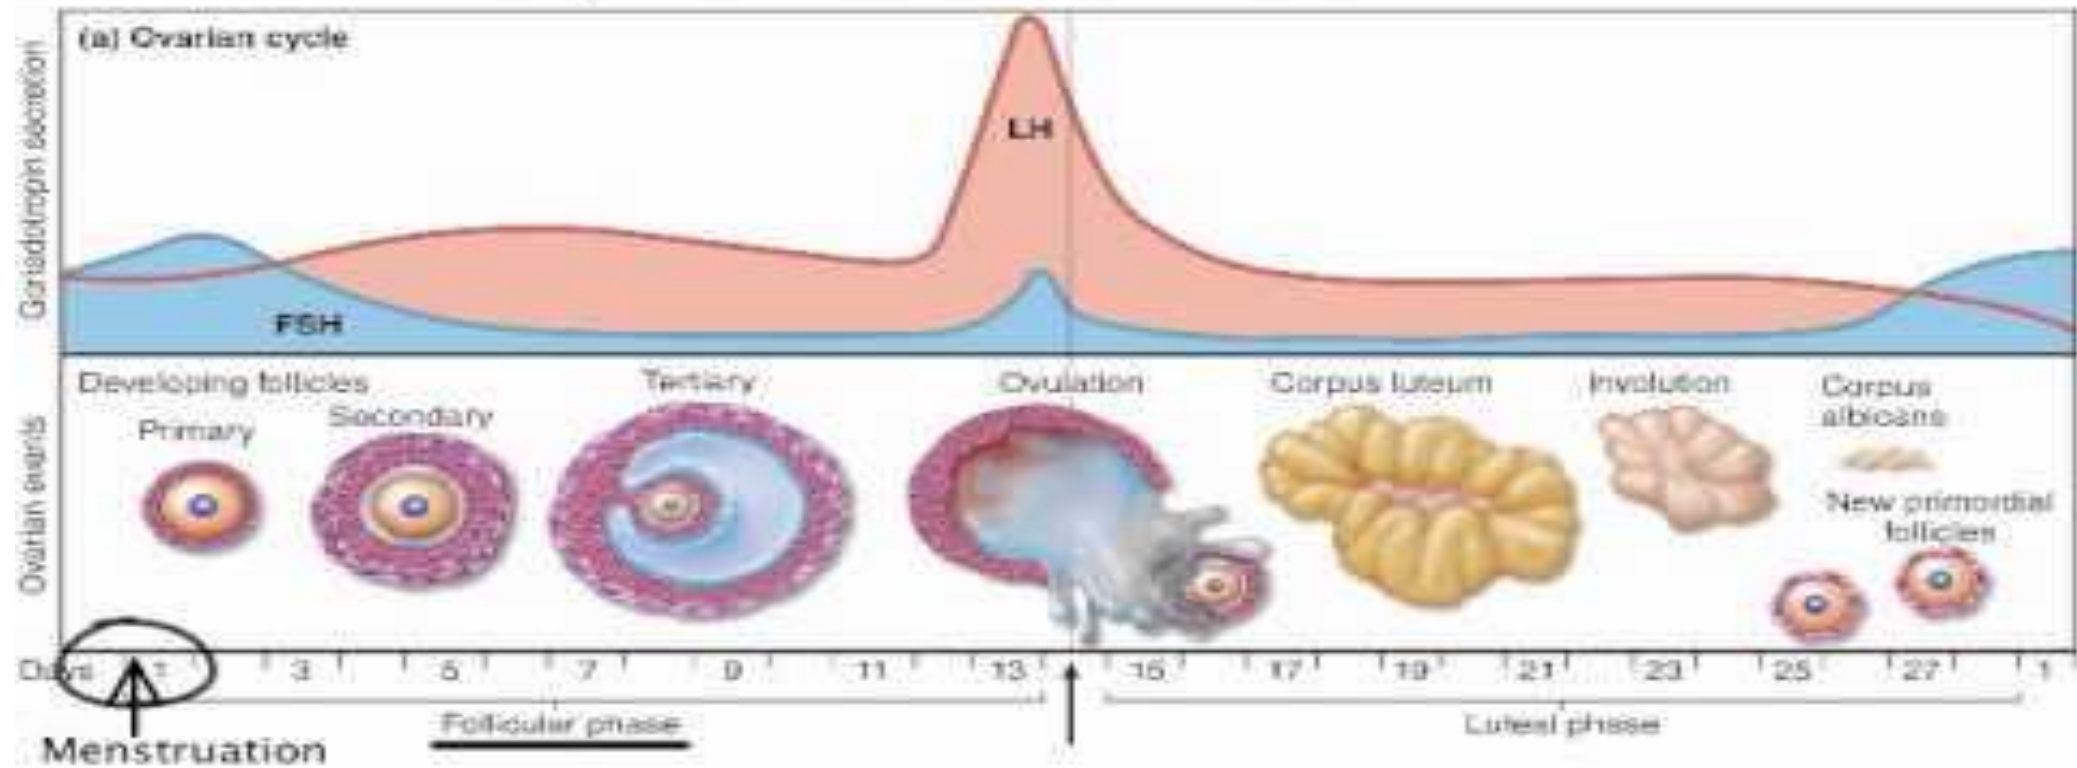 (a) Ovarian cycle
Gonadotropin secretion
LH
FSH
Developing follicles
Primary
Secondary
Tertiary
Ovulation
Corpus luteum
Involution
Corpus
albicans
New primordial
follicles
Ovarian events
Days 1 3 5 7 9 11 13 15 17 19 21 23 25 27 1
Follicular phase
Luteal phase
Menstruation